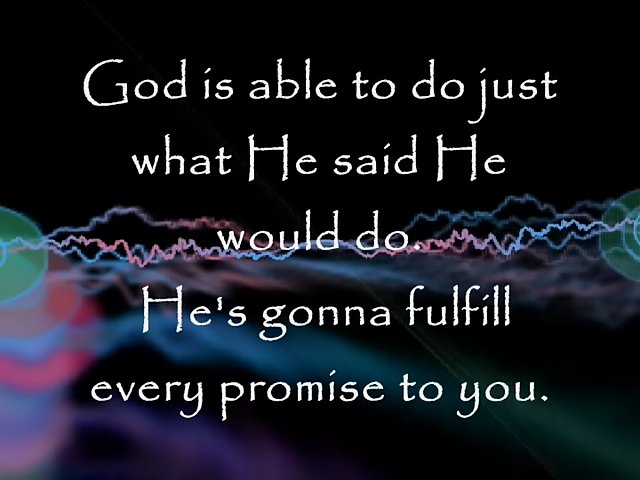 God is able to do just
what He said He
would do.
He's gonna fulfill
every promise to you.